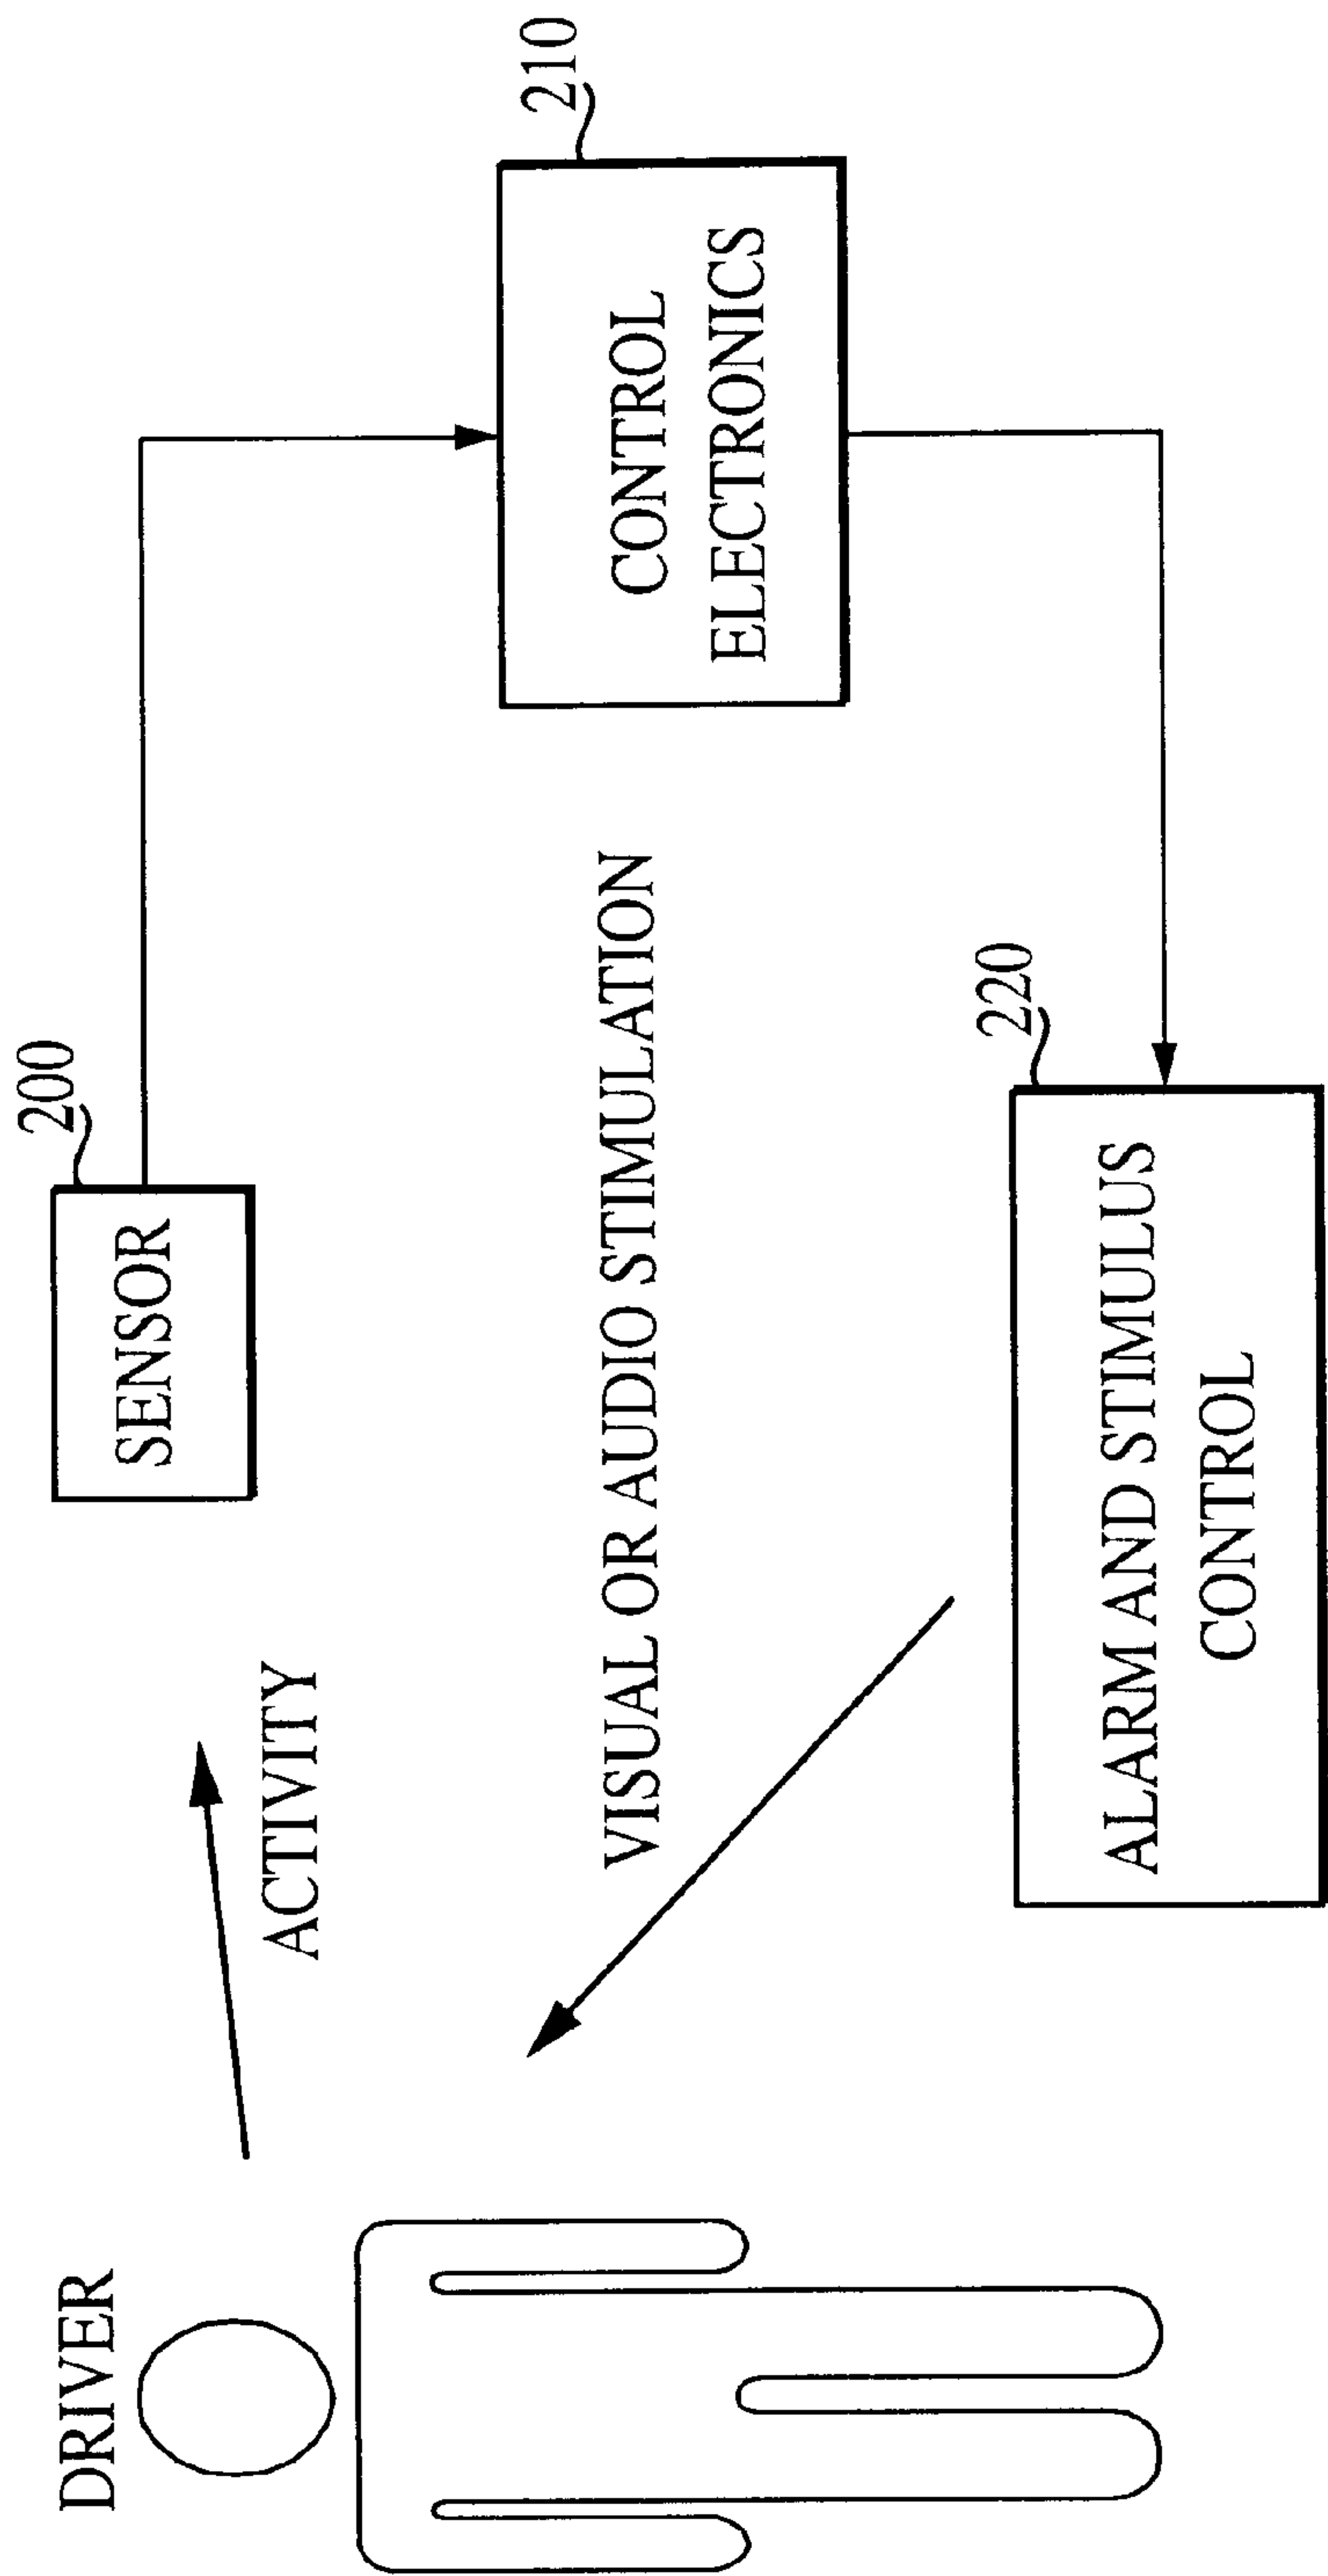 DRIVER
ACTIVITY
SENSOR
200
VISUAL OR AUDIO STIMULATION
CONTROL
ELECTRONICS
210
ALARM AND STIMULUS
CONTROL
220